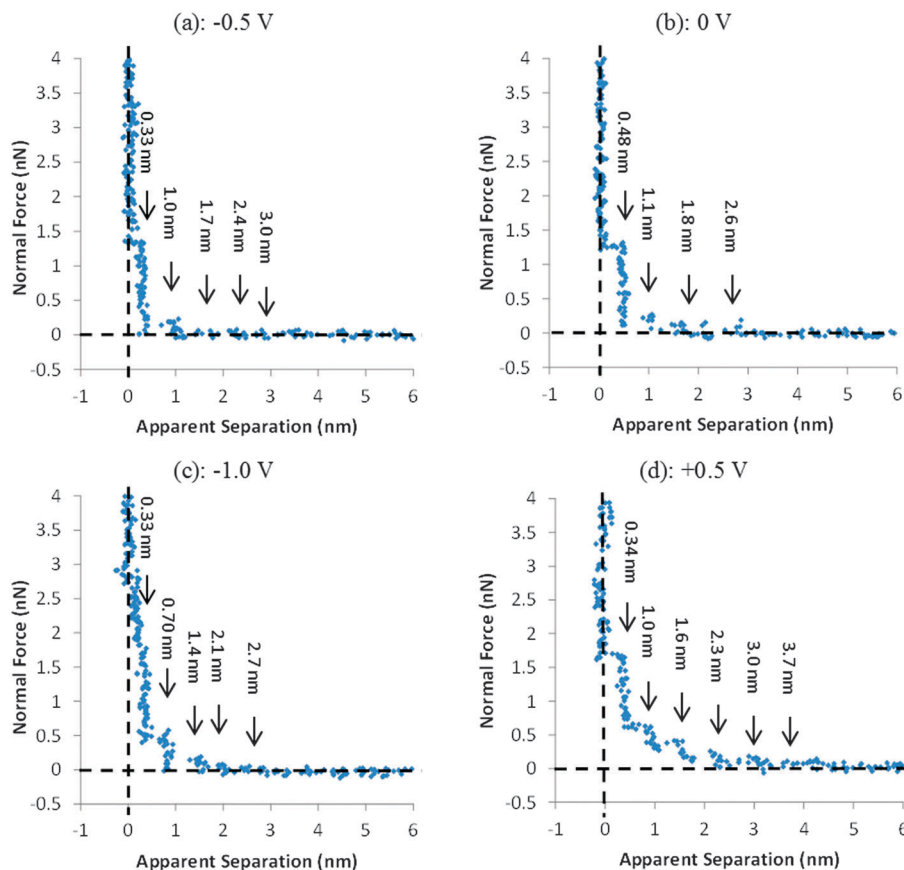 (a): -0.5 V
4
3.5
3
2.5
2
1.5
1
0.5
0
-0.5
Normal Force (nN)
0.33 nm
1.0 nm
1.7 nm
2.4 nm
3.0 nm
-1 0 1 2 3 4 5 6
Apparent Separation (nm)
(b): 0 V
4
3.5
3
2.5
2
1.5
1
0.5
0
-0.5
Normal Force (nN)
0.48 nm
1.1 nm
1.8 nm
2.6 nm
-1 0 1 2 3 4 5 6
Apparent Separation (nm)
(c): -1.0 V
4
3.5
3
2.5
2
1.5
1
0.5
0
-0.5
Normal Force (nN)
0.33 nm
0.70 nm
1.4 nm
2.1 nm
2.7 nm
-1 0 1 2 3 4 5 6
Apparent Separation (nm)
(d): +0.5 V
4
3.5
3
2.5
2
1.5
1
0.5
0
-0.5
Normal Force (nN)
0.34 nm
1.0 nm
1.6 nm
2.3 nm
3.0 nm
3.7 nm
-1 0 1 2 3 4 5 6
Apparent Separation (nm)